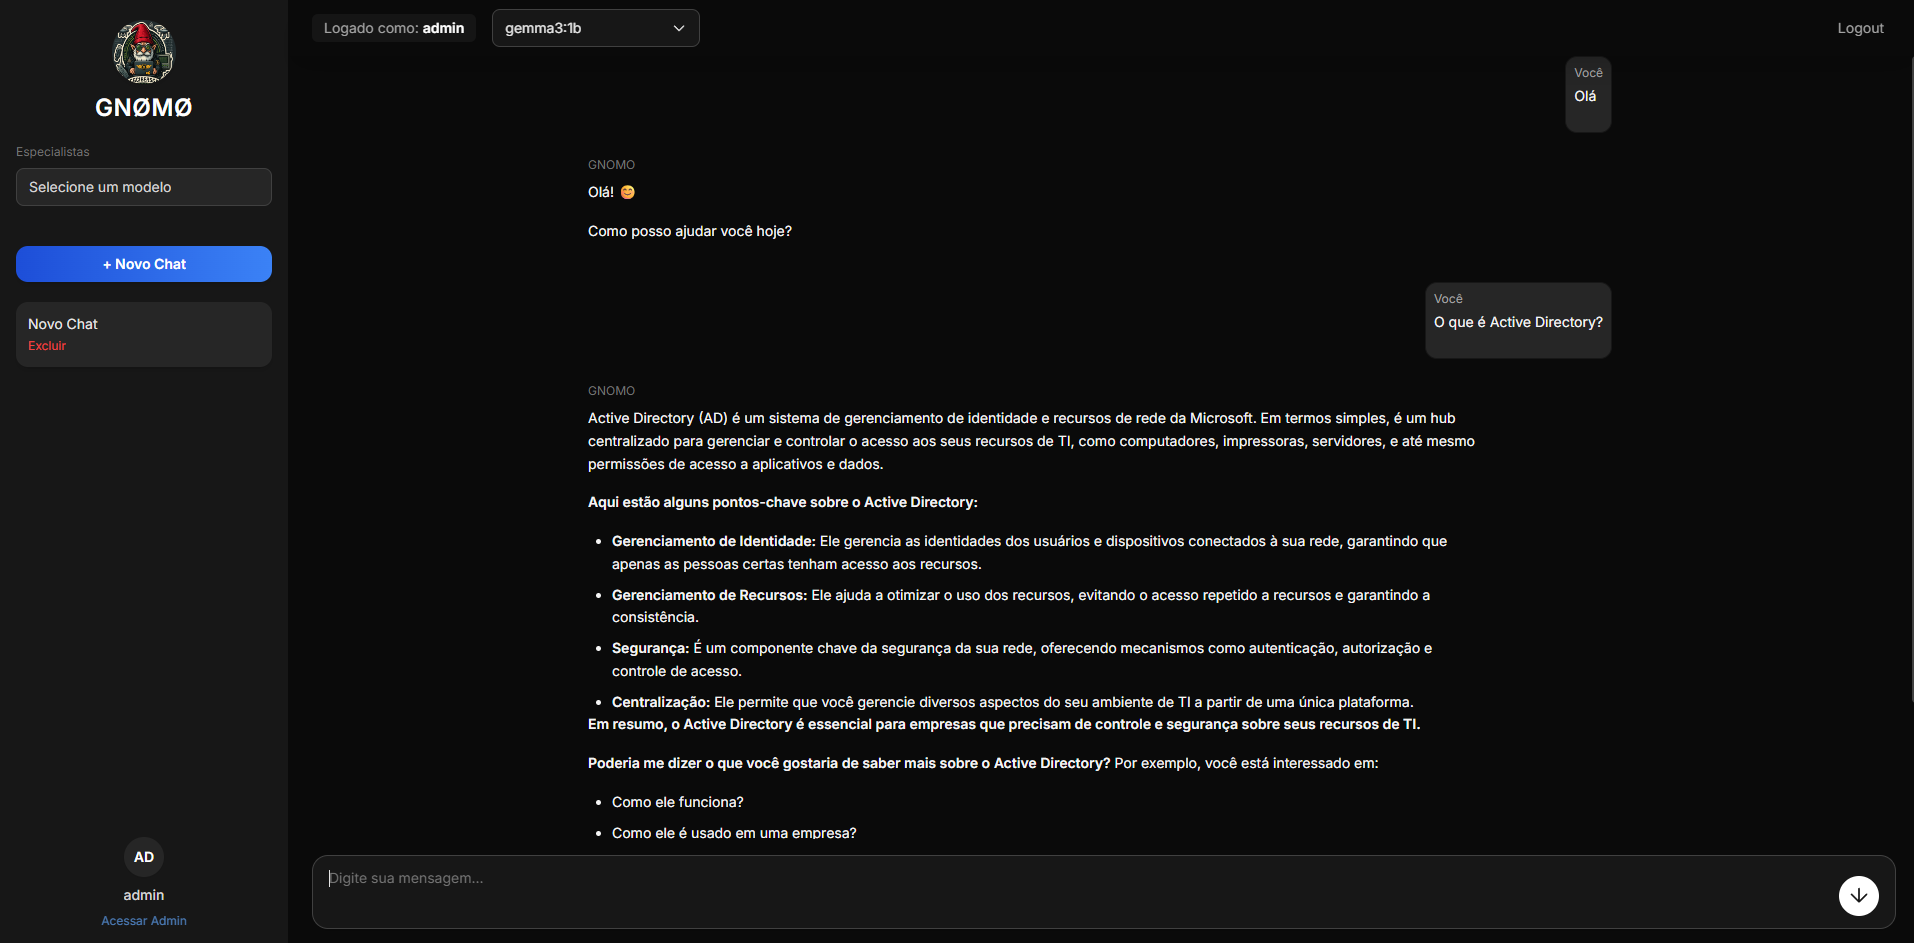 GNØMØ
Especialistas
Selecione um modelo
+ Novo Chat
Novo Chat
Excluir
AD
admin
Acessar Admin
Logado como: admin
gemma3:1b
Logout
Você
Olá
GNOMO
Olá! 😊
Como posso ajudar você hoje?
Você
O que é Active Directory?
GNOMO
Active Directory (AD) é um sistema de gerenciamento de identidade e recursos de rede da Microsoft. Em termos simples, é um hub
centralizado para gerenciar e controlar o acesso aos seus recursos de TI, como computadores, impressoras, servidores, e até mesmo
permissões de acesso a aplicativos e dados.
Aqui estão alguns pontos-chave sobre o Active Directory:
• Gerenciamento de Identidade: Ele gerencia as identidades dos usuários e dispositivos conectados à sua rede, garantindo que
apenas as pessoas certas tenham acesso aos recursos.
• Gerenciamento de Recursos: Ele ajuda a otimizar o uso dos recursos, evitando o acesso repetido a recursos e garantindo a
consistência.
• Segurança: É um componente chave da segurança da sua rede, oferecendo mecanismos como autenticação, autorização e
controle de acesso.
• Centralização: Ele permite que você gerencie diversos aspectos do seu ambiente de TI a partir de uma única plataforma.
Em resumo, o Active Directory é essencial para empresas que precisam de controle e segurança sobre seus recursos de TI.
Poderia me dizer o que você gostaria de saber mais sobre o Active Directory? Por exemplo, você está interessado em:
• Como ele funciona?
• Como ele é usado em uma empresa?
Digite sua mensagem...